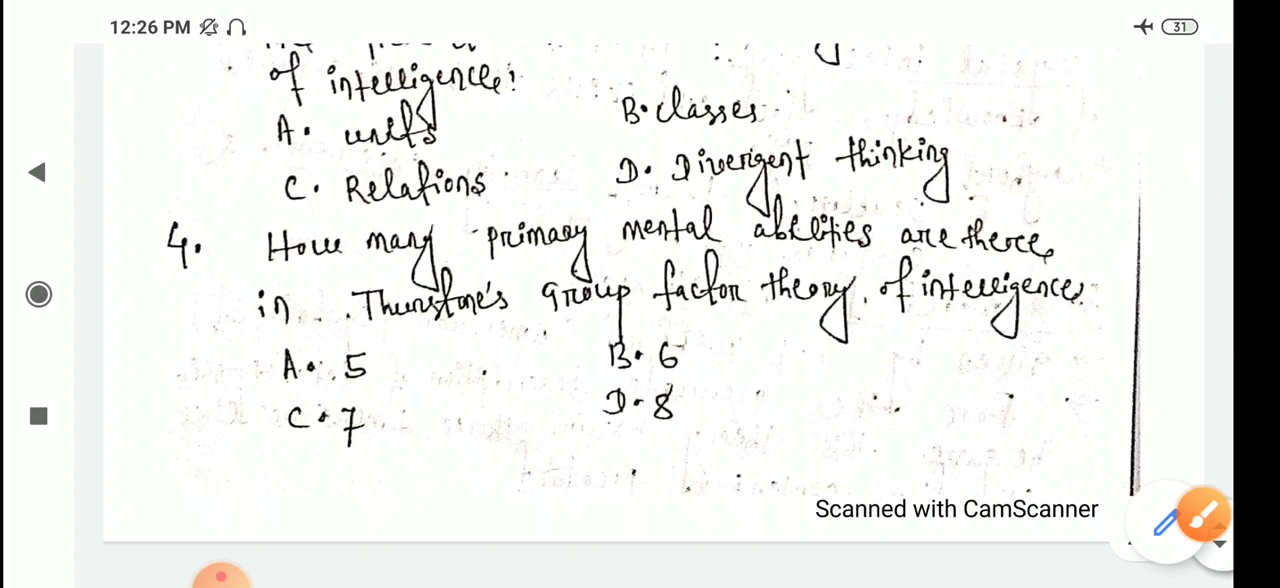 12:26 PM
31
of intelligence?
A. units
B. classes
C. Relations
D. Diverigent thinking
4. How many primary mental abilities are there
in Thurstone's group factor theory of intelligence
A. 5
B. 6
C. 7
D. 8
Scanned with CamScanner